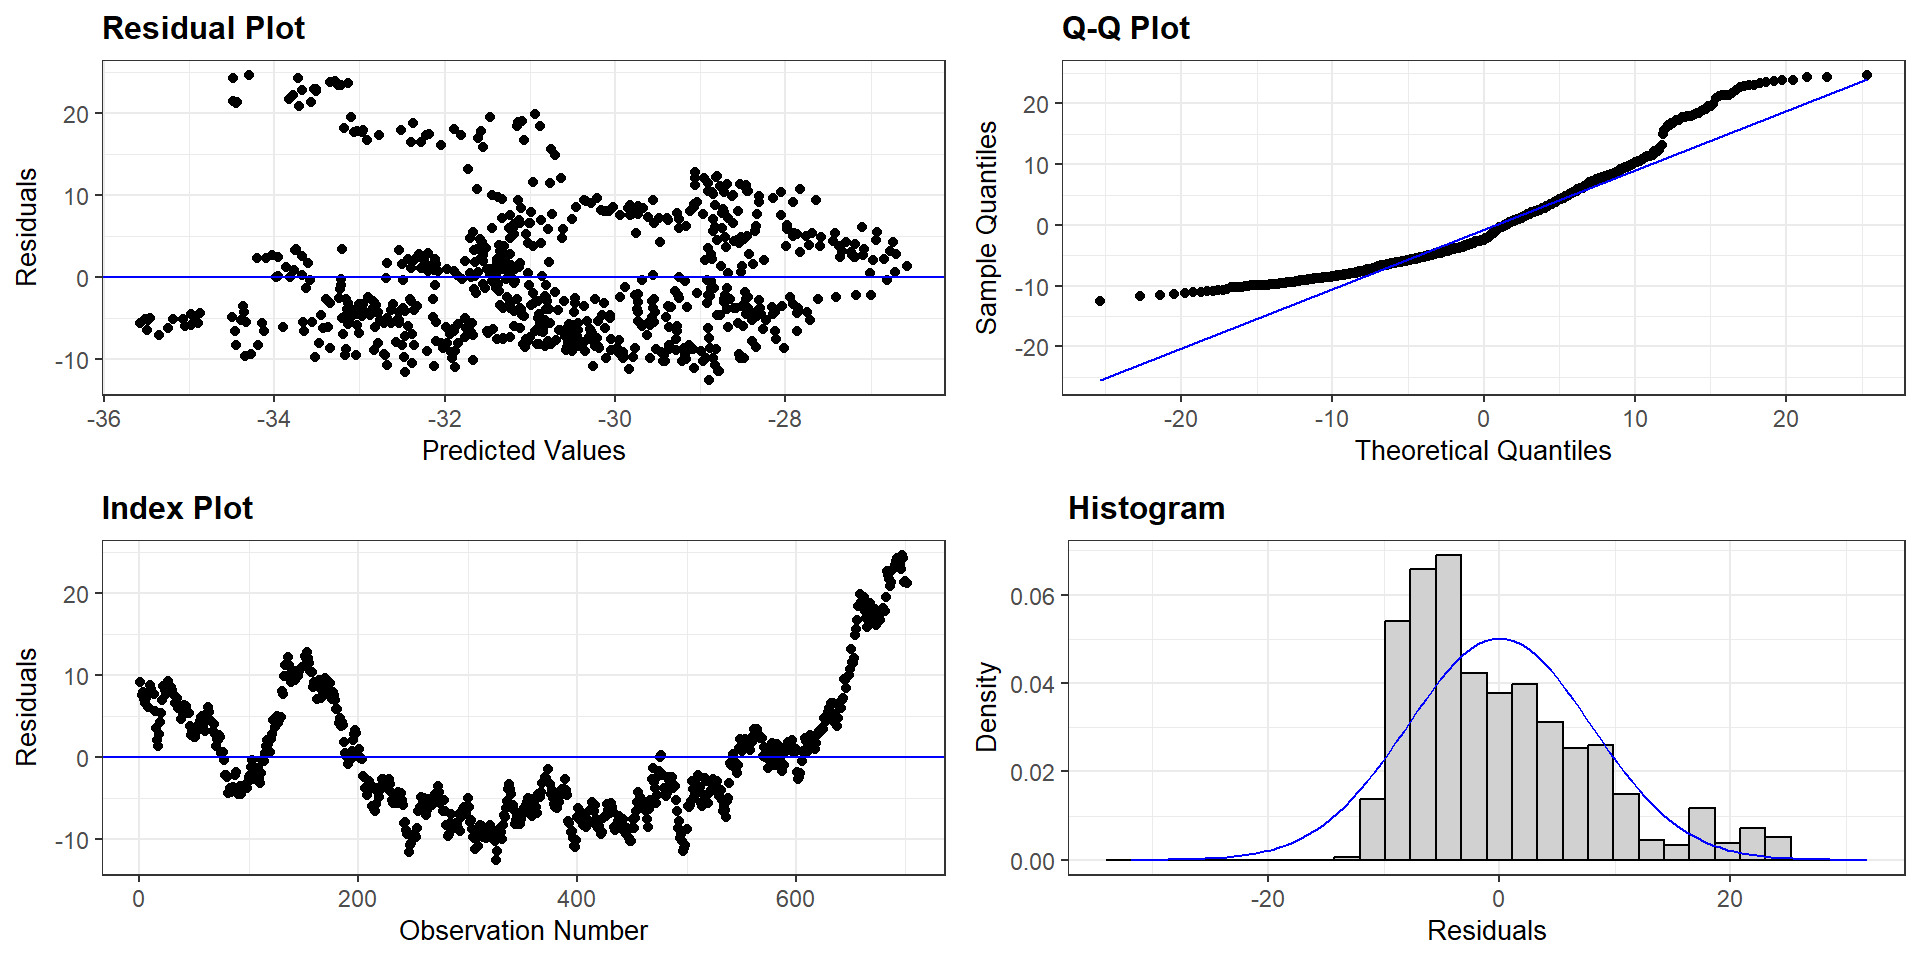 Residual Plot
Residuals
20
10
0
-10
-36 -34 -32 -30 -28
Predicted Values
Q-Q Plot
Sample Quantiles
20
10
0
-10
-20
-20 -10 0 10 20
Theoretical Quantiles
Index Plot
Residuals
20
10
0
-10
0 200 400 600
Observation Number
Histogram
Density
0.06
0.04
0.02
0.00
-20 0 20
Residuals